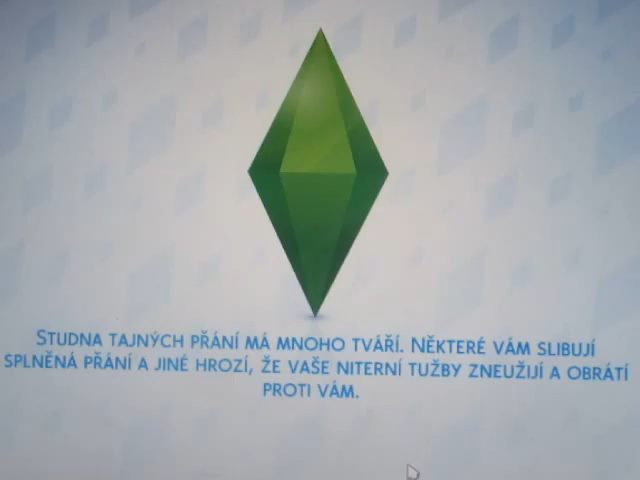 Studna tajných přání má mnoho tváří. Některé vám slibují
splněná přání a jiné hrozí, že vaše niterní tužby zneužijí a obrátí
proti vám.